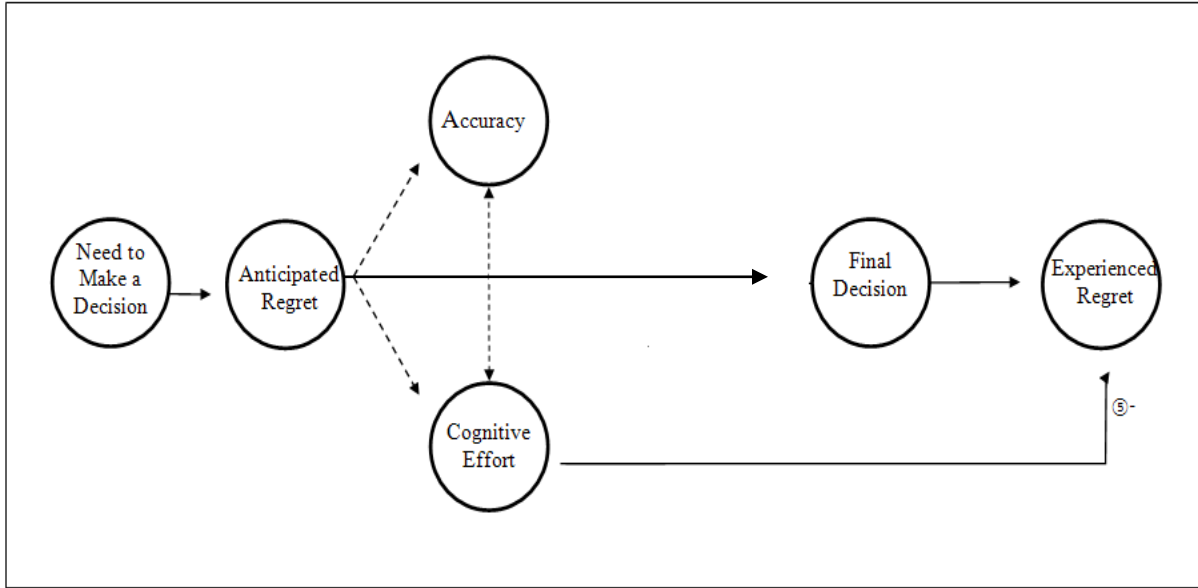 Accuracy
Need to
Make a
Decision
Anticipated
Regret
Final
Decision
Experienced
Regret
⑤-
Cognitive
Effort